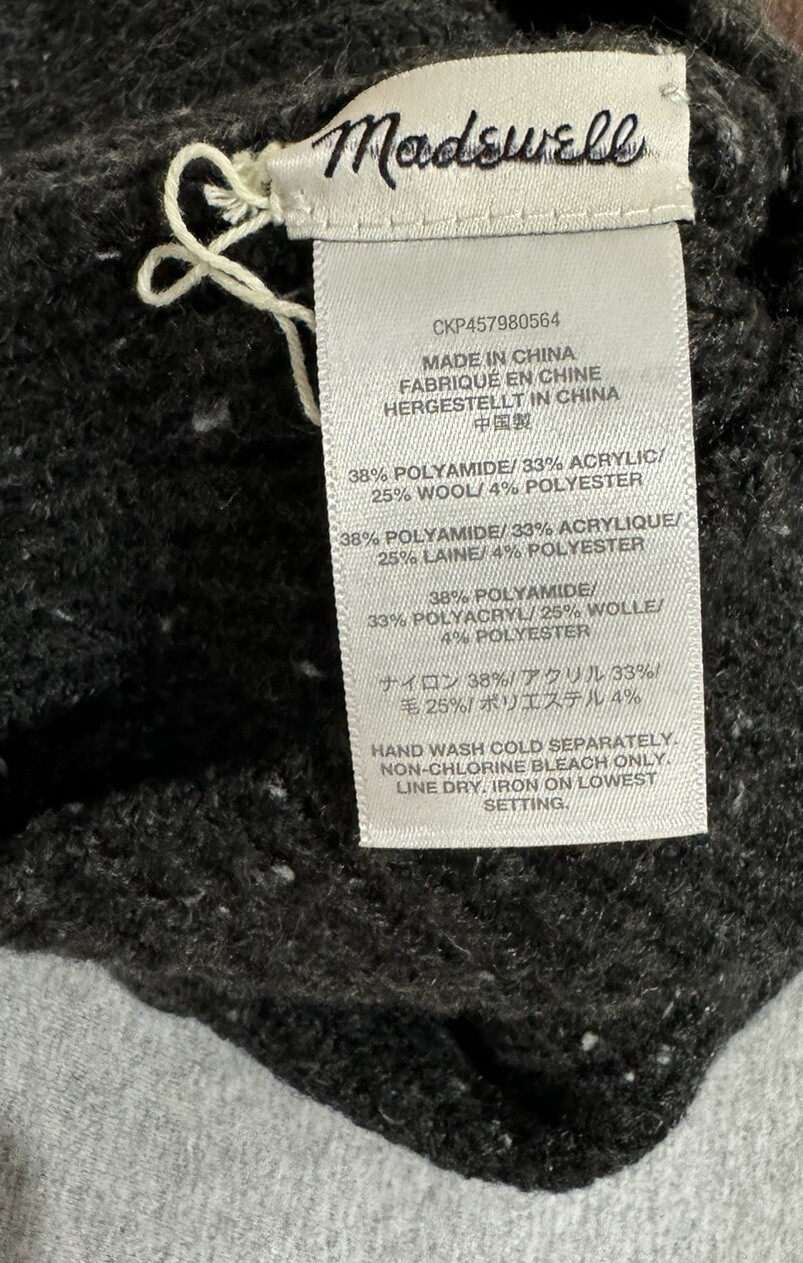 Madewell
CKP457980564
MADE IN CHINA
FABRIQUÉ EN CHINE
HERGESTELLT IN CHINA
中国製
38% POLYAMIDE/ 33% ACRYLIC/
25% WOOL/ 4% POLYESTER
38% POLYAMIDE/ 33% ACRYLIQUE/
25% LAINE/ 4% POLYESTER
38% POLYAMIDE/
33% POLYACRYL/ 25% WOLLE/
4% POLYESTER
ナイロン 38%/ アクリル 33%/
毛 25%/ ポリエステル 4%
HAND WASH COLD SEPARATELY.
NON-CHLORINE BLEACH ONLY.
LINE DRY. IRON ON LOWEST
SETTING.